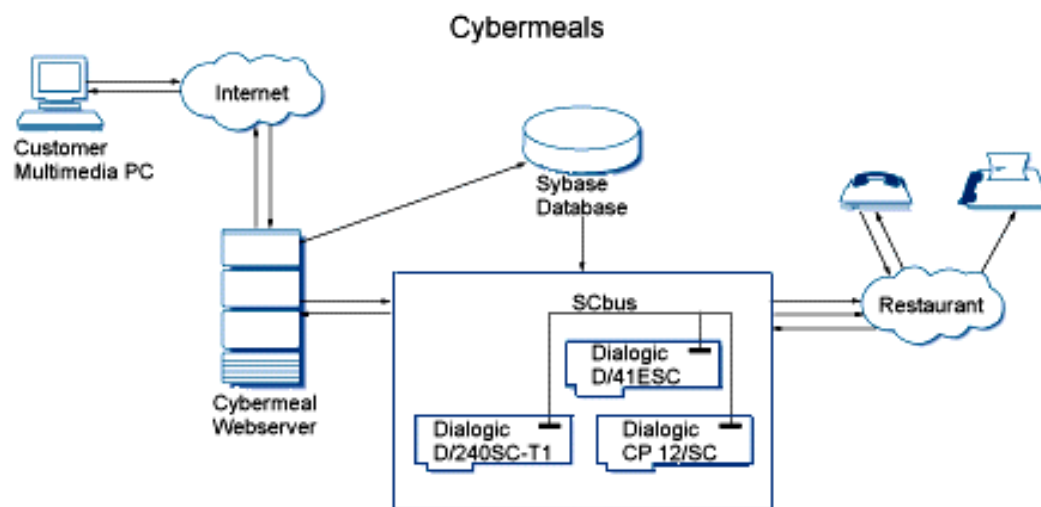 Cybermeals
Internet
Customer
Multimedia PC
Sybase
Database
Restaurant
SCbus
Dialogic
D/41ESC
Cybermeal
Webserver
Dialogic
D/240SC-T1
Dialogic
CP 12/SC